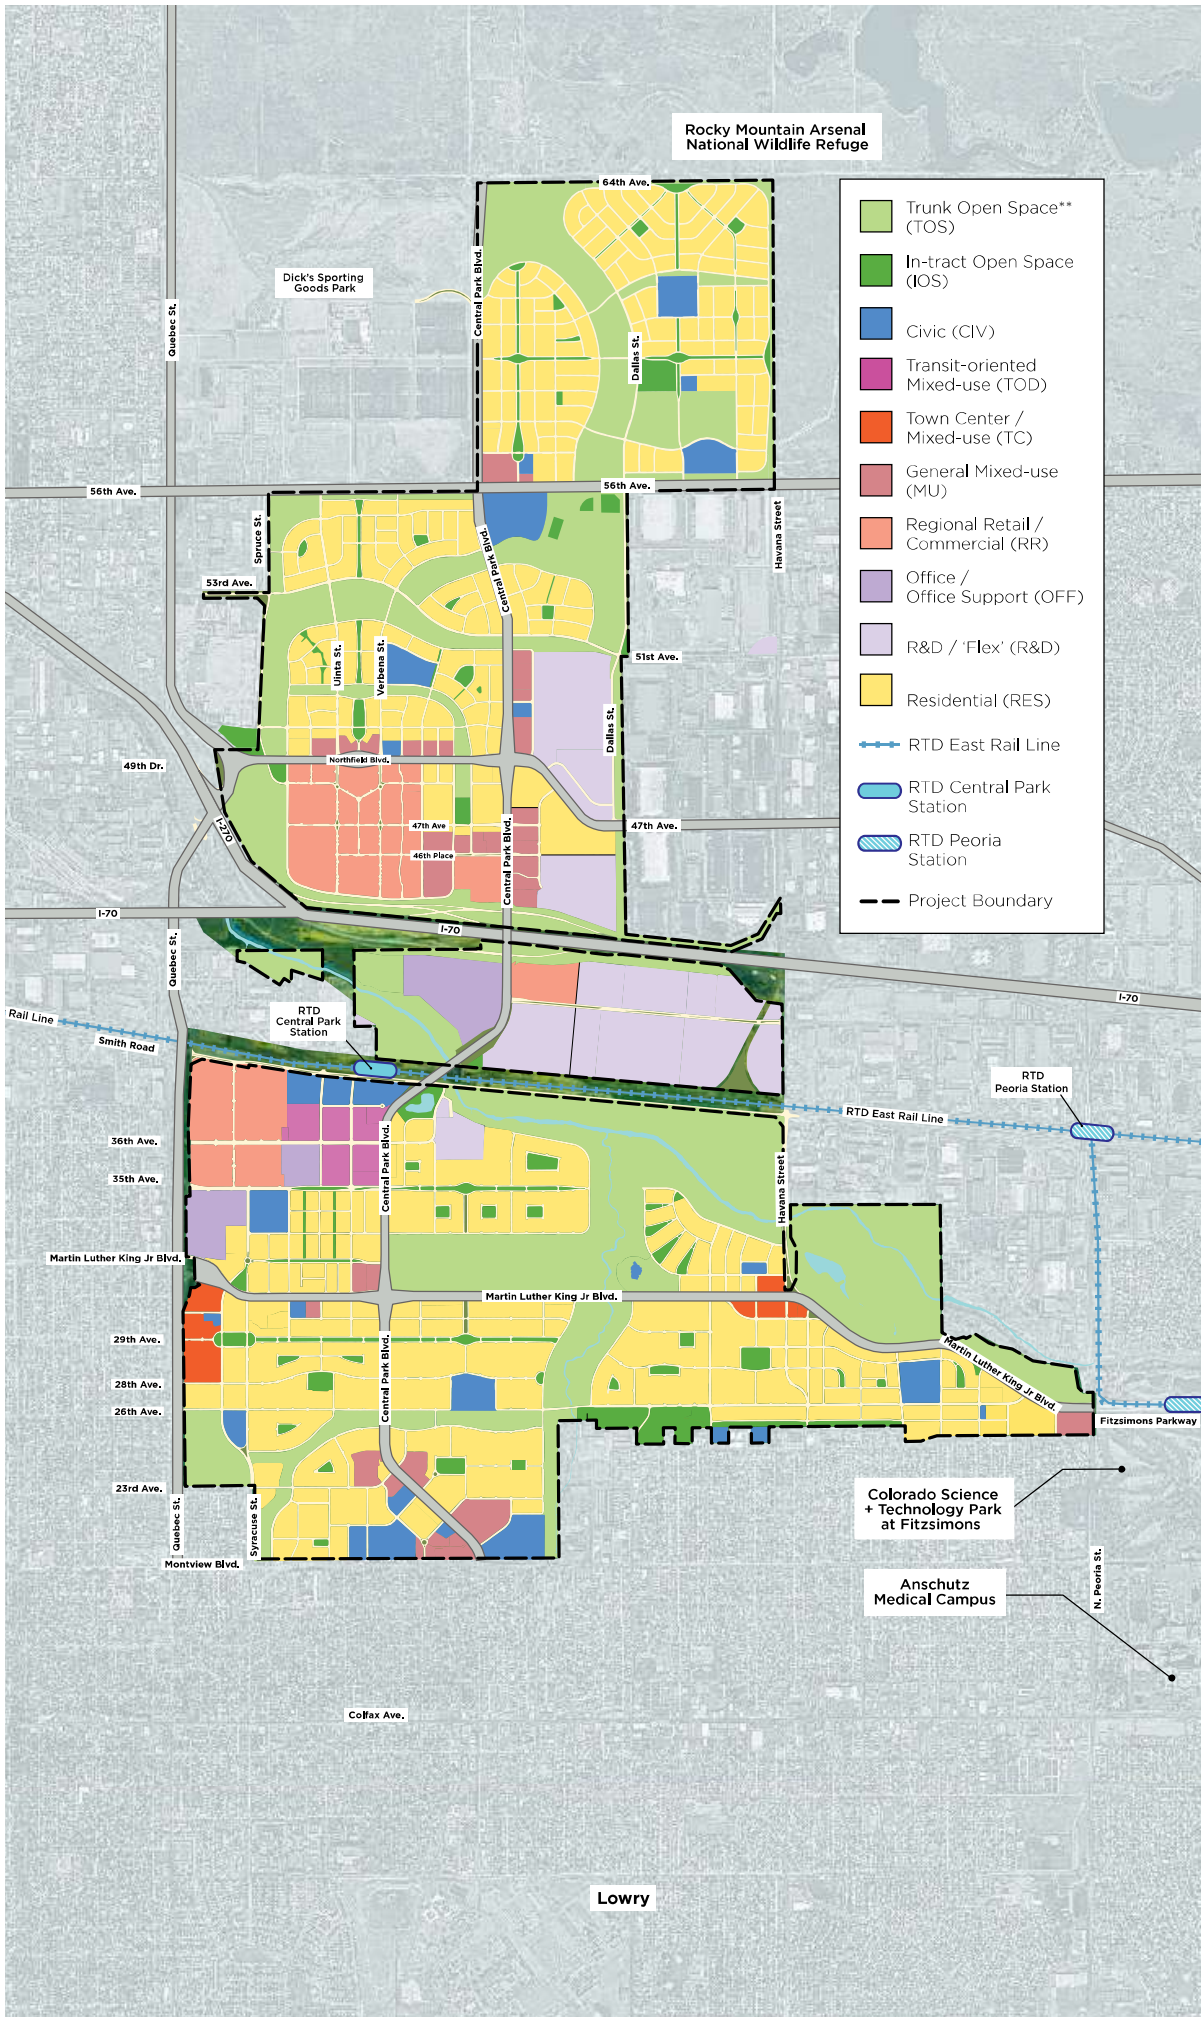 Rocky Mountain Arsenal
National Wildlife Refuge
64th Ave.
Trunk Open Space**
(TOS)
In-tract Open Space
(IOS)
Civic (CIV)
Transit-oriented
Mixed-use (TOD)
Town Center /
Mixed-use (TC)
General Mixed-use
(MU)
Regional Retail /
Commercial (RR)
Office /
Office Support (OFF)
R&D / 'Flex' (R&D)
Residential (RES)
RTD East Rail Line
RTD Central Park
Station
RTD Peoria
Station
Project Boundary
Dick's Sporting
Goods Park
Central Park Blvd.
Quebec St.
Dallas St.
56th Ave.
56th Ave.
Spruce St.
Central Park Blvd.
Havana Street
53rd Ave.
Uinta St.
Verbena St.
51st Ave.
Dallas St.
49th Dr.
Northfield Blvd.
I-270
47th Ave
47th Ave.
46th Place
Central Park Blvd.
I-70
I-70
I-70
Quebec St.
Rail Line
Smith Road
RTD
Central Park
Station
RTD
Peoria Station
RTD East Rail Line
36th Ave.
35th Ave.
Central Park Blvd.
Havana Street
Martin Luther King Jr Blvd.
Martin Luther King Jr Blvd.
29th Ave.
Martin Luther King Jr Blvd.
28th Ave.
Central Park Blvd.
26th Ave.
Fitzsimons Parkway
23rd Ave.
Quebec St.
Syracuse St.
Montview Blvd.
Colorado Science
+ Technology Park
at Fitzsimons
Anschutz
Medical Campus
N. Peoria St.
Colfax Ave.
Lowry